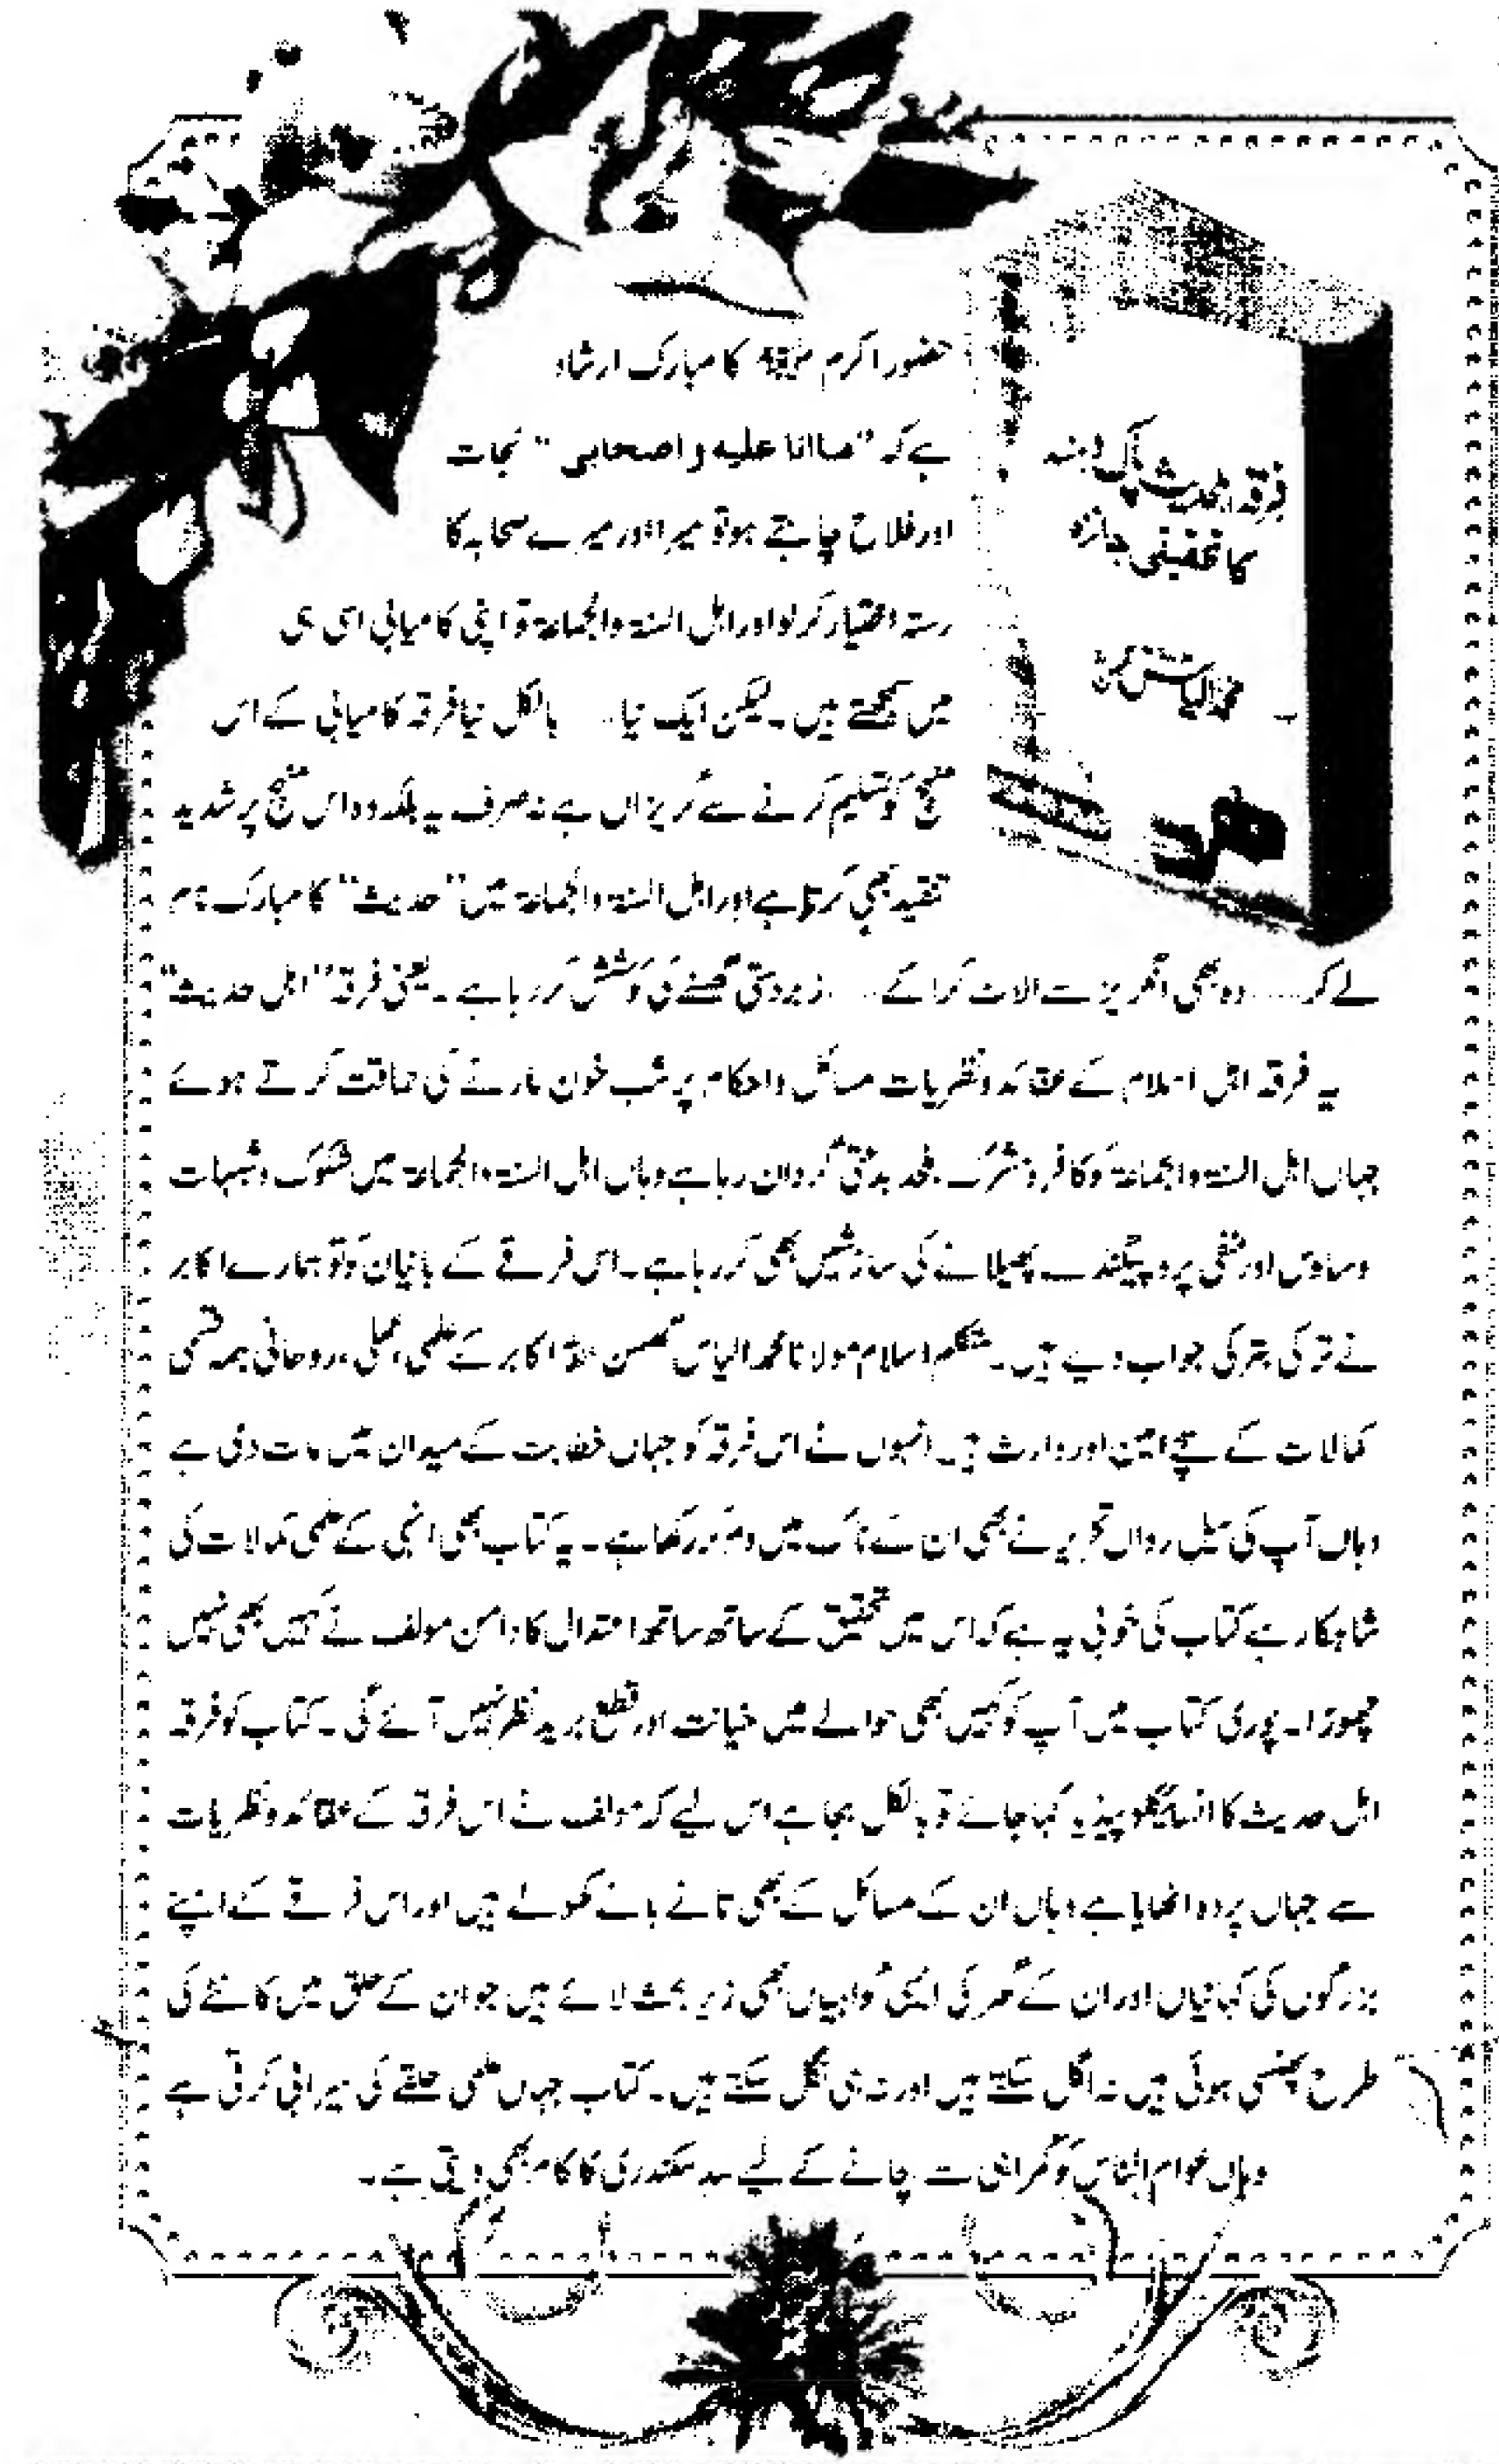 فرقہ اہلحدیث پاک و ہند
کا تحقیقی جائزہ
محمد الیاس گھمن
حضور اکرم ﷺ کا مبارک ارشاد
ہے کہ "ما انا علیه و اصحابی" نجات
اور فلاح چاہتے ہو تو میرا اور میرے صحابہ کا
رستہ اختیار کر لو اور اہل السنۃ والجماعۃ تو اپنی کامیابی اسی ہی
میں سمجھتے ہیں۔ لیکن ایک نیا... بالکل نیا فرقہ کامیابی کے اس
منہج کو تسلیم کرنے سے گریزاں ہے نہ صرف یہ بلکہ وہ اس منہج پر شدید
تنقید بھی کرتا ہے اور اہل السنۃ والجماعۃ میں "حدیث" کا مبارک نام
لے کر..... وہ بھی انگریز سے الاٹ کرا کے..... زبردستی گھسنے کی کوشش کر رہا ہے۔ یعنی فرقہ "اہل حدیث"
یہ فرقہ اہل اسلام کے عقائد و نظریات مسائل و احکام پر شب خون مارنے کی حماقت کرتے ہوئے
جہاں اہل السنۃ والجماعۃ کو کافر و مشرک ملحد بدعتی گردان رہا ہے وہاں اہل السنۃ والجماعۃ میں شکوک و شبہات
وساوس اور منفی پروپیگنڈے پھیلانے کی سازشیں بھی کر رہا ہے۔ اس فرقے کے بانیان کو تو ہمارے اکابر
نے ترکی بترکی جواب دیے ہیں۔ متکلم اسلام مولانا محمد الیاس گھمن ﷾ اکابر کے علمی، عملی، روحانی ہمہ قسمی
کمالات کے سچے امین اور وارث ہیں انہوں نے اس فرقہ کو جہاں خطابت کے میدان میں مات دی ہے
وہاں آپ کی سیل رواں تحریر نے بھی ان کے ناک میں دم کر رکھا ہے۔ یہ کتاب بھی انہی کے علمی کمالات کی
شاہکار ہے کتاب کی خوبی یہ ہے کہ اس میں تحقیق کے ساتھ ساتھ اعتدال کا دامن مولف نے کہیں بھی نہیں
چھوڑا۔ پوری کتاب میں آپ کو کہیں بھی حوالے میں خیانت اور قطع برید نظر نہیں آئے گی۔ کتاب کو فرقہ
اہل حدیث کا انسائیکلوپیڈیا کہا جائے تو بالکل بجا ہے اس لیے کہ مولف نے اس فرقہ کے عقائد و نظریات
سے جہاں پردہ اٹھایا ہے وہاں ان کے مسائل کے بھی تانے بانے کھولے ہیں اور اس فرقے کے اپنے
بزرگوں کی کہانیاں اور ان کے گھر کی ایسی گواہیاں بھی زیر بحث لائے ہیں جو ان کے حلق میں کانٹے کی
طرح پھنسی ہوئی ہیں نہ اگل سکتے ہیں اور نہ ہی نگل سکتے ہیں۔ کتاب جہاں علمی حلقے کی سیرابی کرتی ہے
وہاں عوام الناس کو گمراہی سے بچانے کے لیے سد سکندری کا کام بھی دیتی ہے۔